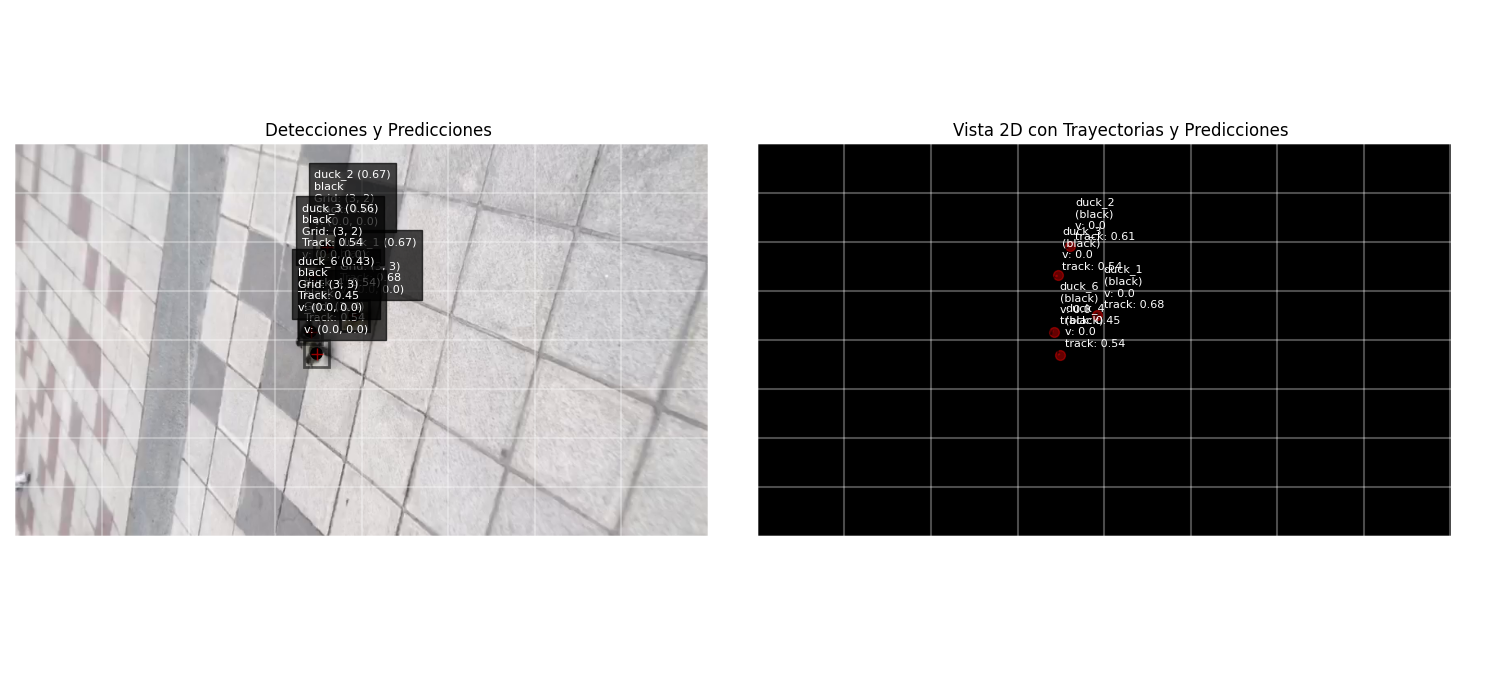 Detecciones y Predicciones
duck_2 (0.67)
black
Grid: (3, 2)
0.0, 0.0)
duck_3 (0.56)
black
Grid: (3, 2)
Track: 0.54
v: (0.0, 0.0)
_1 (0.67)
3)
.68
0.0)
duck_6 (0.43)
black
Grid: (3, 3)
Track: 0.45
v: (0.0, 0.0)
Track: 0.54
v: (0.0, 0.0)
Vista 2D con Trayectorias y Predicciones
duck_2
(black)
v: 0.0
track: 0.61
(black)
v: 0.0
track: 0.54
duck_1
(black)
v: 0.0
track: 0.68
duck_6
(black)
v: 0.0
track: 0.45
duck_4
(black)
v: 0.0
track: 0.54